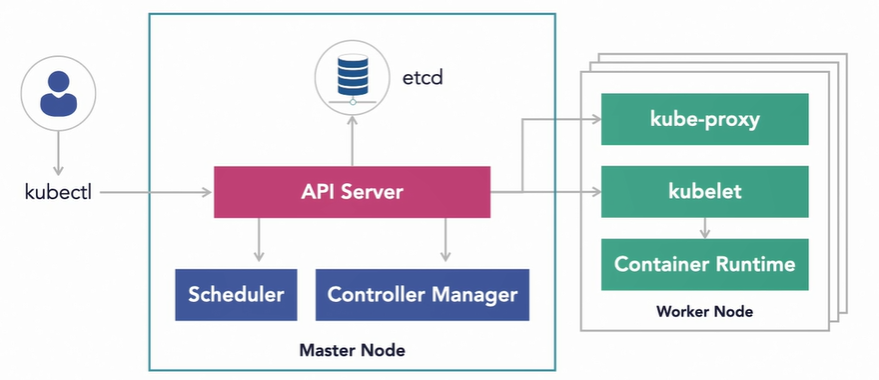 etcd
kubectl
API Server
Scheduler
Controller Manager
Master Node
kube-proxy
kubelet
Container Runtime
Worker Node